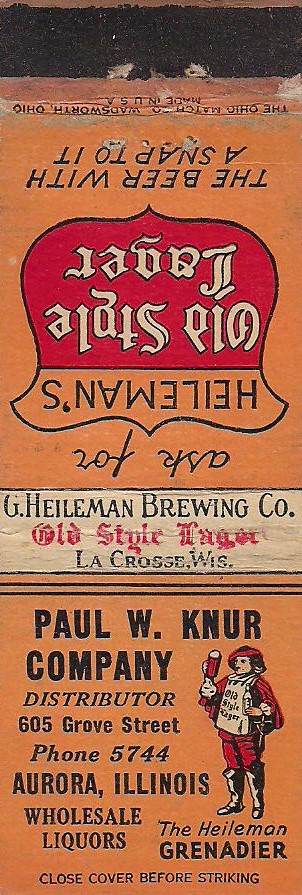 THE OHIO MATCH CO. WADSWORTH, OHIO
MADE IN U.S.A.
ask for
HEILEMAN'S
Old Style
Lager
THE BEER WITH
A SNAP TO IT
G. HEILEMAN BREWING CO.
Old Style Lager
LA CROSSE, WIS.
PAUL W. KNUR
COMPANY
DISTRIBUTOR
605 Grove Street
Phone 5744
AURORA, ILLINOIS
WHOLESALE
LIQUORS
Old
Style
Lager
The Heileman
GRENADIER
CLOSE COVER BEFORE STRIKING